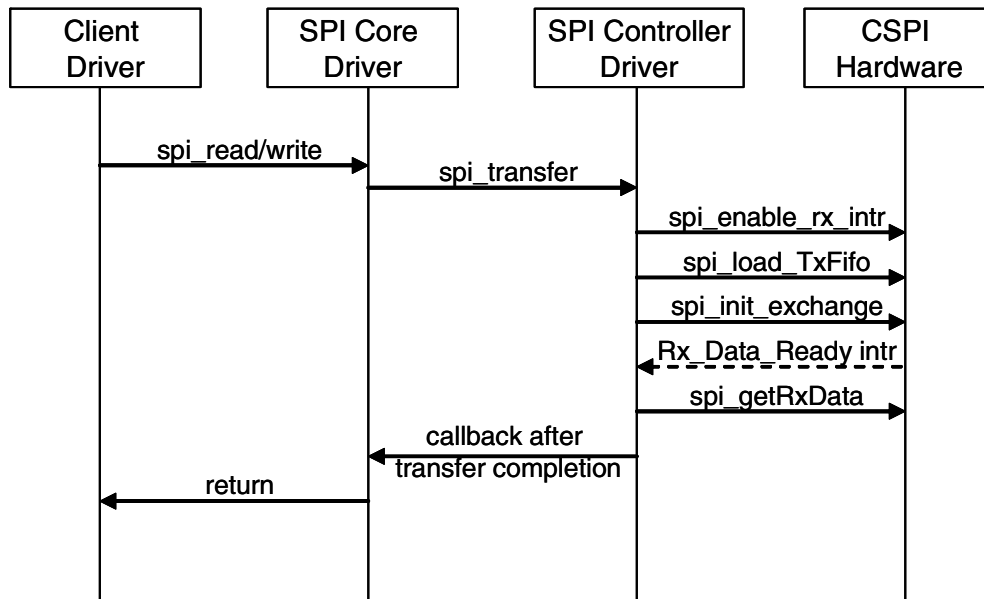 Client
Driver
SPI Core
Driver
SPI Controller
Driver
CSPI
Hardware
spi_read/write
spi_transfer
spi_enable_rx_intr
spi_load_TxFifo
spi_init_exchange
Rx_Data_Ready intr
spi_getRxData
callback after
transfer completion
return